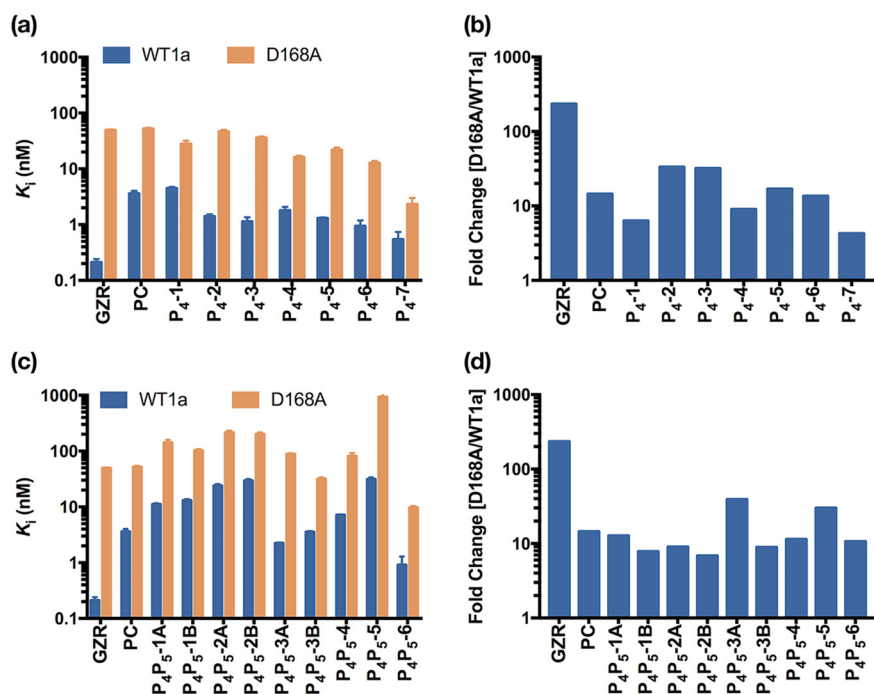 (a)
WT1a
D168A
1000
100
10
1
0.1
Ki (nM)
GZR
PC
P4-1
P4-2
P4-3
P4-4
P4-5
P4-6
P4-7
(b)
1000
100
10
1
Fold Change [D168A/WT1a]
GZR
PC
P4-1
P4-2
P4-3
P4-4
P4-5
P4-6
P4-7
(c)
WT1a
D168A
1000
100
10
1
0.1
Ki (nM)
GZR
PC
P4P5-1A
P4P5-1B
P4P5-2A
P4P5-2B
P4P5-3A
P4P5-3B
P4P5-4
P4P5-5
P4P5-6
(d)
1000
100
10
1
Fold Change [D168A/WT1a]
GZR
PC
P4P5-1A
P4P5-1B
P4P5-2A
P4P5-2B
P4P5-3A
P4P5-3B
P4P5-4
P4P5-5
P4P5-6